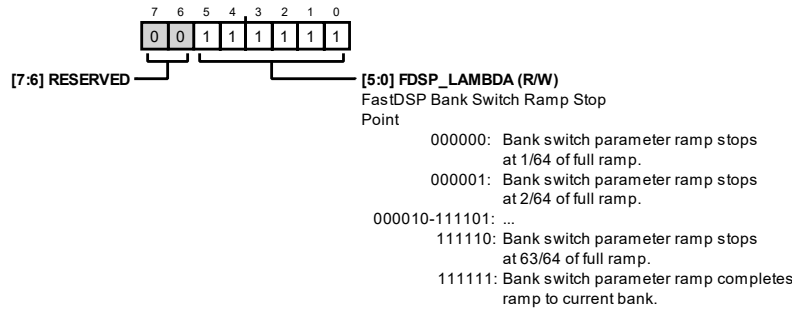 7 6 5 4 3 2 1 0
0 0 1 1 1 1 1 1
[7:6] RESERVED
[5:0] FDSP_LAMBDA (R/W)
FastDSP Bank Switch Ramp Stop
Point
000000: Bank switch parameter ramp stops
at 1/64 of full ramp.
000001: Bank switch parameter ramp stops
at 2/64 of full ramp.
000010-111101: ...
111110: Bank switch parameter ramp stops
at 63/64 of full ramp.
111111: Bank switch parameter ramp completes
ramp to current bank.